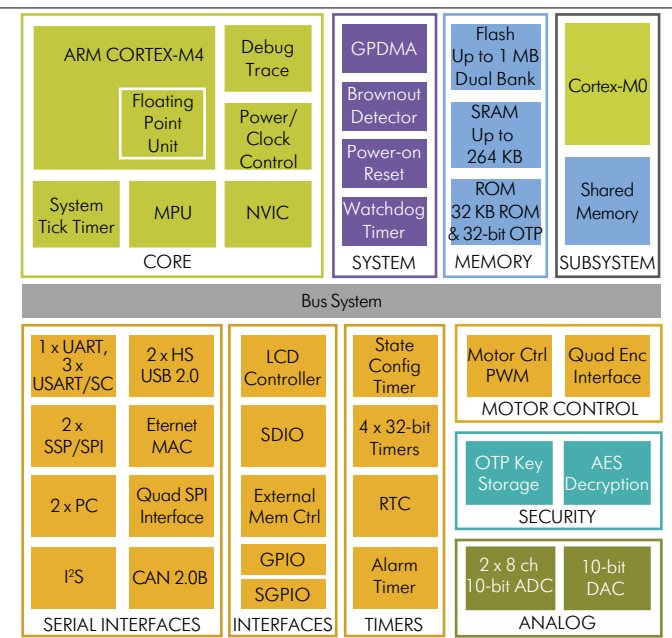 ARM CORTEX-M4
Floating
Point
Unit
Debug
Trace
Power/
Clock
Control
System
Tick Timer
MPU
NVIC
CORE
GPDMA
Brownout
Detector
Power-on
Reset
Watchdog
Timer
SYSTEM
Flash
Up to 1 MB
Dual Bank
SRAM
Up to
264 KB
ROM
32 KB ROM
& 32-bit OTP
MEMORY
Cortex-M0
Shared
Memory
SUBSYSTEM
Bus System
1 x UART,
3 x
USART/SC
2 x HS
USB 2.0
2 x
SSP/SPI
Eternet
MAC
2 x PC
Quad SPI
Interface
I²S
CAN 2.0B
SERIAL INTERFACES
LCD
Controller
SDIO
External
Mem Ctrl
GPIO
SGPIO
INTERFACES
State
Config
Timer
4 x 32-bit
Timers
RTC
Alarm
Timer
TIMERS
Motor Ctrl
PWM
Quad Enc
Interface
MOTOR CONTROL
OTP Key
Storage
AES
Decryption
SECURITY
2 x 8 ch
10-bit ADC
10-bit
DAC
ANALOG